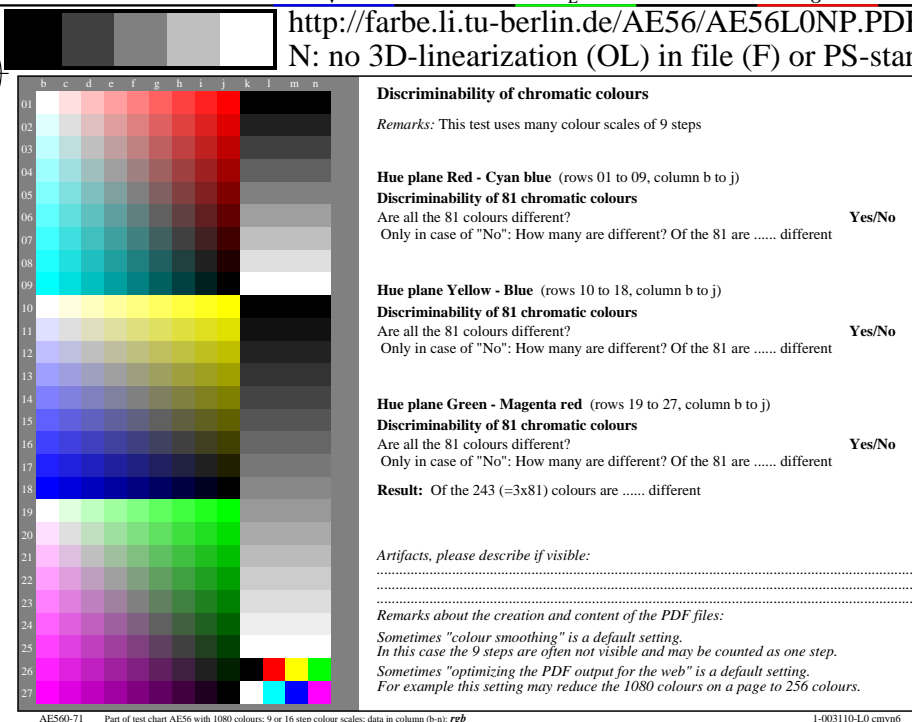 http://farbe.li.tu-berlin.de/AE56/AE56L0NP.PDF
N: no 3D-linearization (OL) in file (F) or PS-star
b c d e f g h i j k l m n
01
02
03
04
05
06
07
08
09
10
11
12
13
14
15
16
17
18
19
20
21
22
23
24
25
26
27
Discriminability of chromatic colours
Remarks: This test uses many colour scales of 9 steps
Hue plane Red - Cyan blue (rows 01 to 09, column b to j)
Discriminability of 81 chromatic colours
Are all the 81 colours different? Yes/No
Only in case of "No": How many are different? Of the 81 are ...... different
Hue plane Yellow - Blue (rows 10 to 18, column b to j)
Discriminability of 81 chromatic colours
Are all the 81 colours different? Yes/No
Only in case of "No": How many are different? Of the 81 are ...... different
Hue plane Green - Magenta red (rows 19 to 27, column b to j)
Discriminability of 81 chromatic colours
Are all the 81 colours different? Yes/No
Only in case of "No": How many are different? Of the 81 are ...... different
Result: Of the 243 (=3x81) colours are ...... different
Artifacts, please describe if visible:
Remarks about the creation and content of the PDF files:
Sometimes "colour smoothing" is a default setting.
In this case the 9 steps are often not visible and may be counted as one step.
Sometimes "optimizing the PDF output for the web" is a default setting.
For example this setting may reduce the 1080 colours on a page to 256 colours.
AE560-71 Part of test chart AE56 with 1080 colours; 9 or 16 step colour scales; data in column (b-n): rgb 1-003110-L0 cmyn6